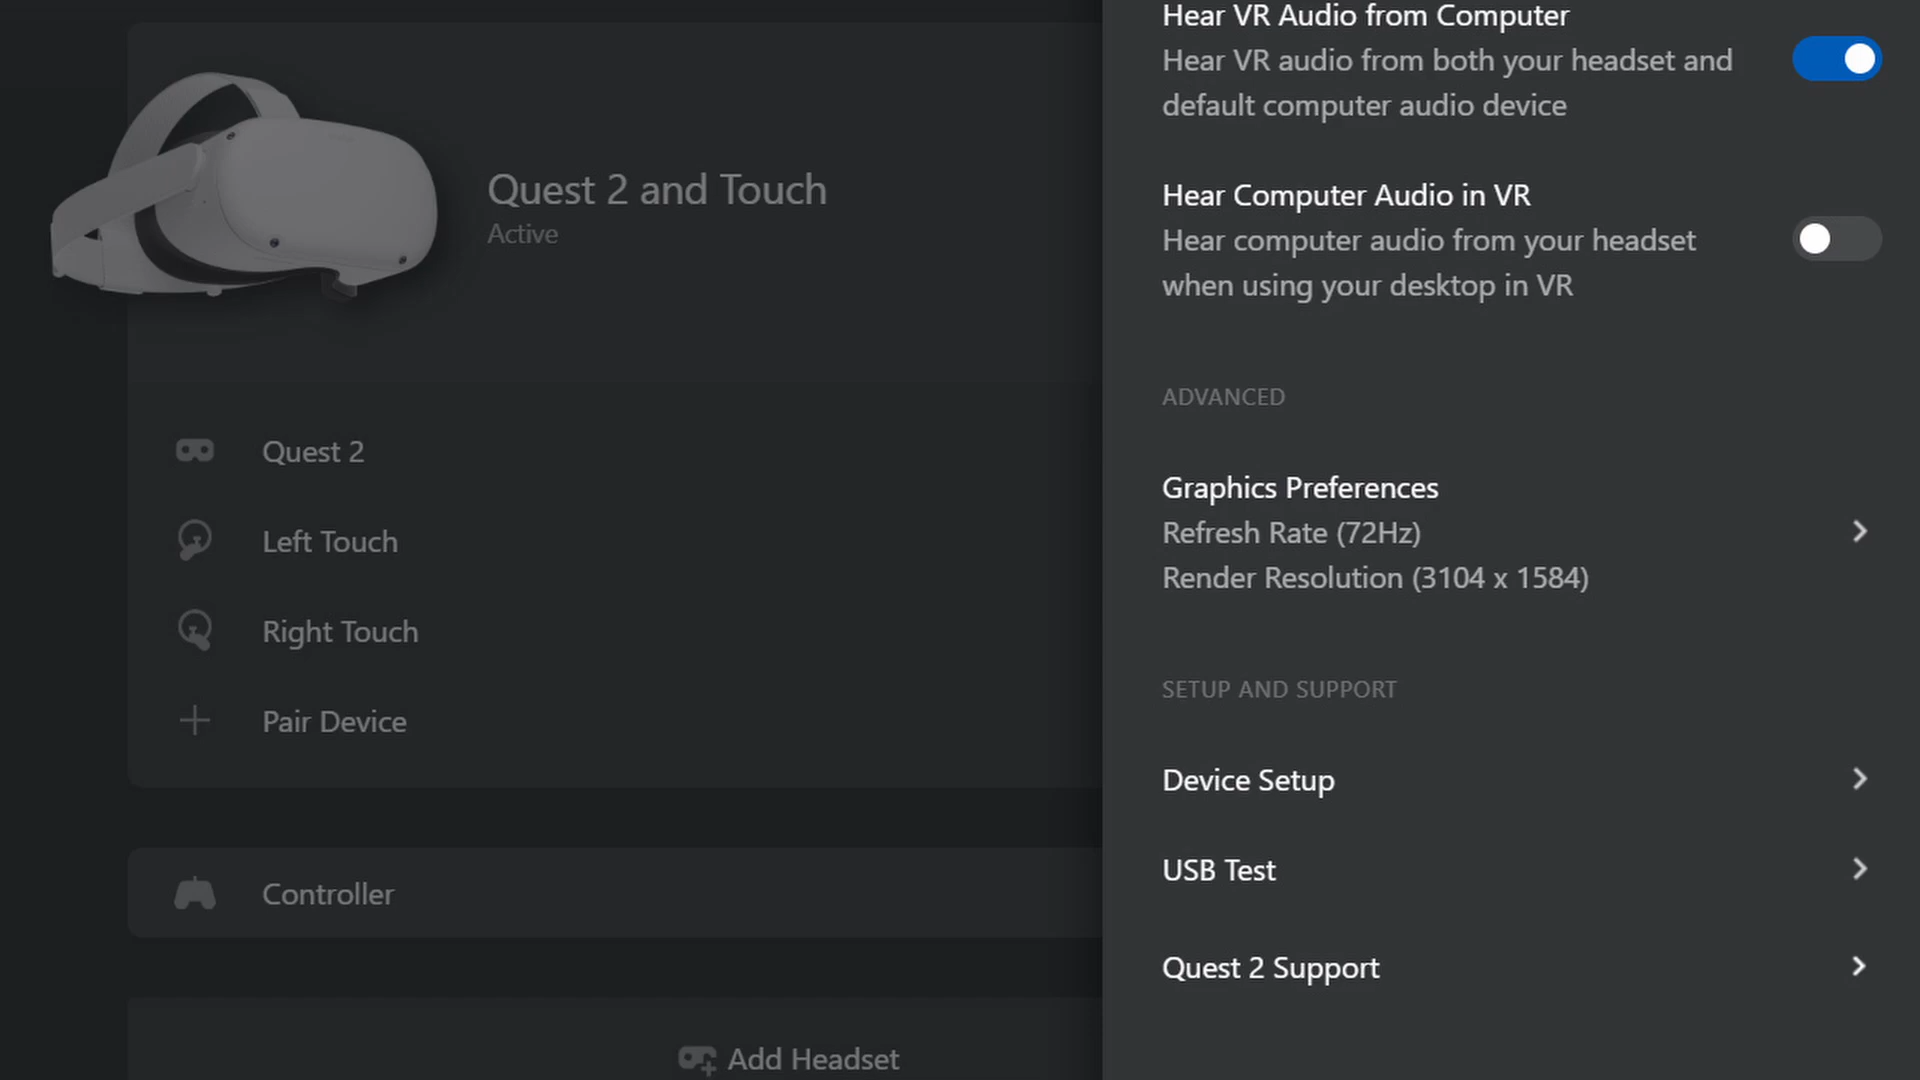 Quest 2 and Touch
Active
Quest 2
Left Touch
Right Touch
Pair Device
Controller
Add Headset
Hear VR Audio from Computer
Hear VR audio from both your headset and
default computer audio device
Hear Computer Audio in VR
Hear computer audio from your headset
when using your desktop in VR
ADVANCED
Graphics Preferences
Refresh Rate (72Hz)
Render Resolution (3104 x 1584)
SETUP AND SUPPORT
Device Setup
USB Test
Quest 2 Support